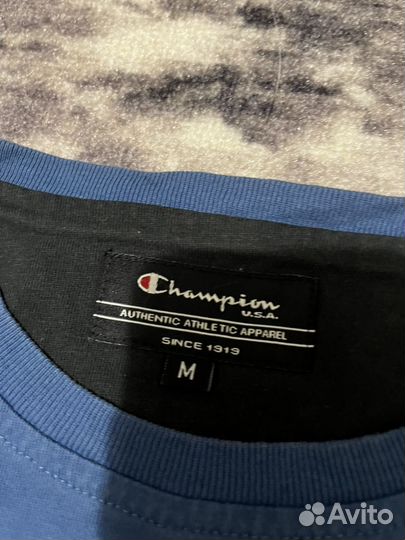 Champion
U.S.A.
AUTHENTIC ATHLETIC APPAREL
SINCE 1919
M
Avito